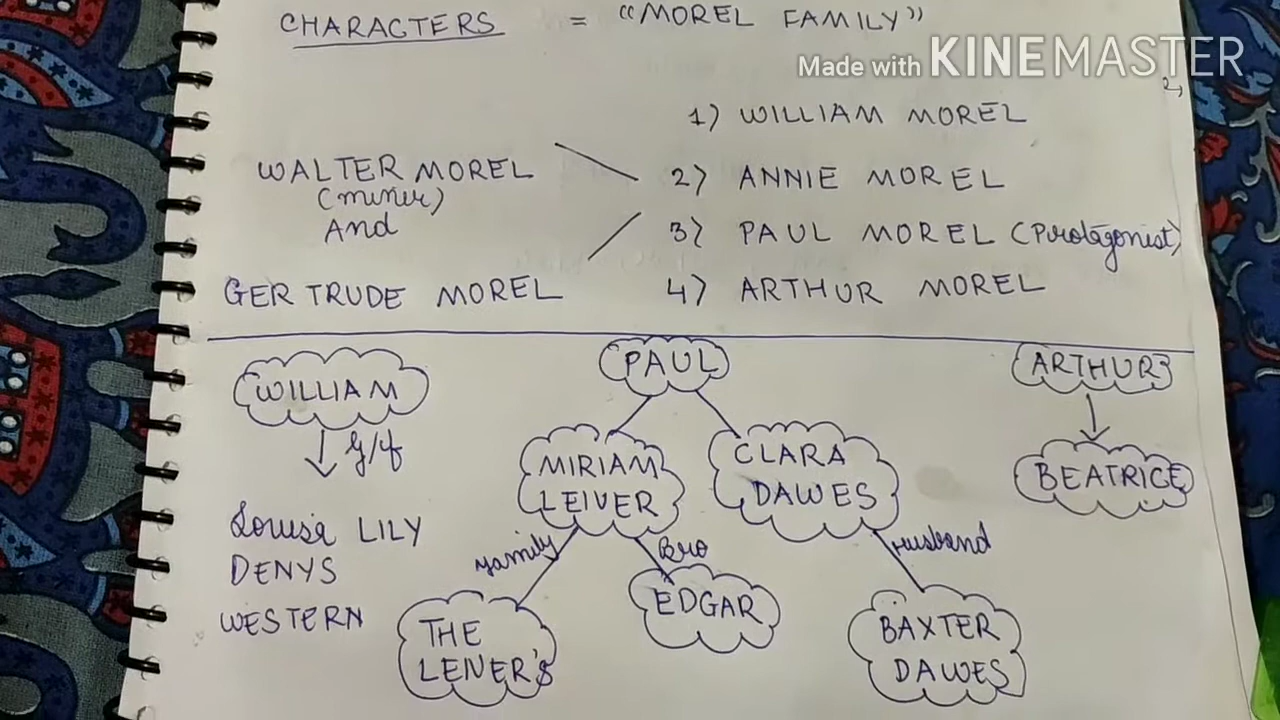 CHARACTERS = "MOREL FAMILY"
Made with KINEMASTER
1) WILLIAM MOREL
WALTER MOREL
(miner)
And
GERTRUDE MOREL
2) ANNIE MOREL
3) PAUL MOREL (Protagonist)
4) ARTHUR MOREL
WILLIAM
g/f
Louisa LILY
DENYS
WESTERN
PAUL
MIRIAM
LEIVER
family
THE
LEIVER'S
Bro
EDGAR
CLARA
DAWES
Husband
BAXTER
DAWES
ARTHUR
BEATRICE